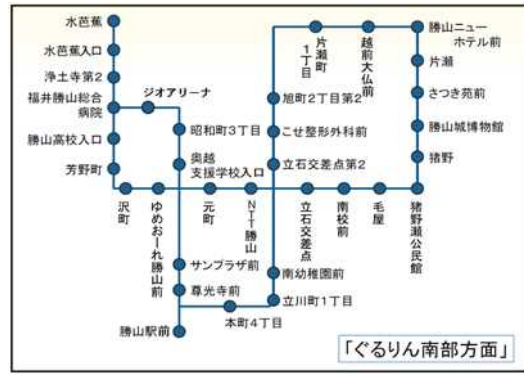 水芭蕉
水芭蕉入口
浄土寺第2
福井勝山総合
病院
ジオアリーナ
勝山高校入口
芳野町
昭和町3丁目
奥越
支援学校入口
沢町
ゆめおーれ勝山前
元町
NTT勝山
立石交差点
南校前
毛屋
猪野瀬公民館
サンプラザ前
尊光寺前
勝山駅前
本町4丁目
立川町1丁目
南幼稚園前
立石交差点第2
こせ整形外科前
旭町2丁目第2
片瀬町
1丁目
越前大仏前
勝山ニュー
ホテル前
片瀬
さつき苑前
勝山城博物館
猪野
「ぐるりん南部方面」